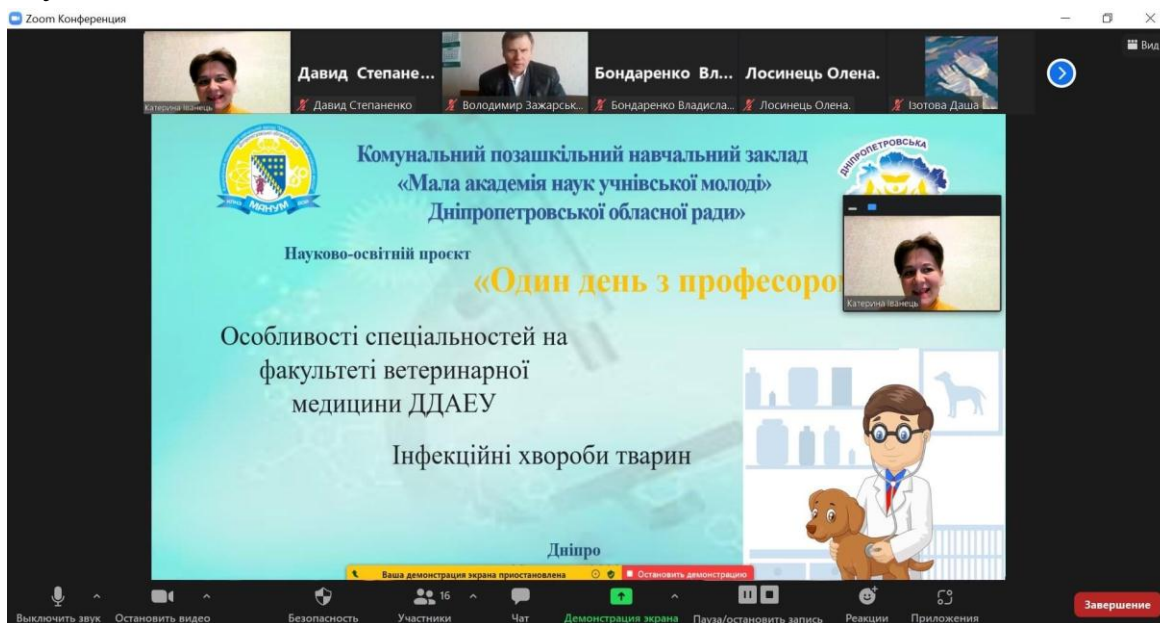 Zoom Конференция
Вид
Давид Степане...
Бондаренко Вл...
Лосинець Олена.
Катерина Іванець
Давид Степаненко
Володимир Зажарськ...
Бондаренко Владисла...
Лосинець Олена.
Ізотова Даша
МАНУМ
ДНІПРОПЕТРОВСЬКА
Комунальний позашкільний навчальний заклад
«Мала академія наук учнівської молоді»
Дніпропетровської обласної ради»
Науково-освітній проєкт
«Один день з професоро
Катерина Іванець
Особливості спеціальностей на
факультеті ветеринарної
медицини ДДАЕУ
Інфекційні хвороби тварин
Дніпро
Ваша демонстрация экрана приостановлена
Остановить демонстрацию
16
Выключить звук
Остановить видео
Безопасность
Участники
Чат
Демонстрация экрана
Пауза/остановить запись
Реакции
Приложения
Завершение